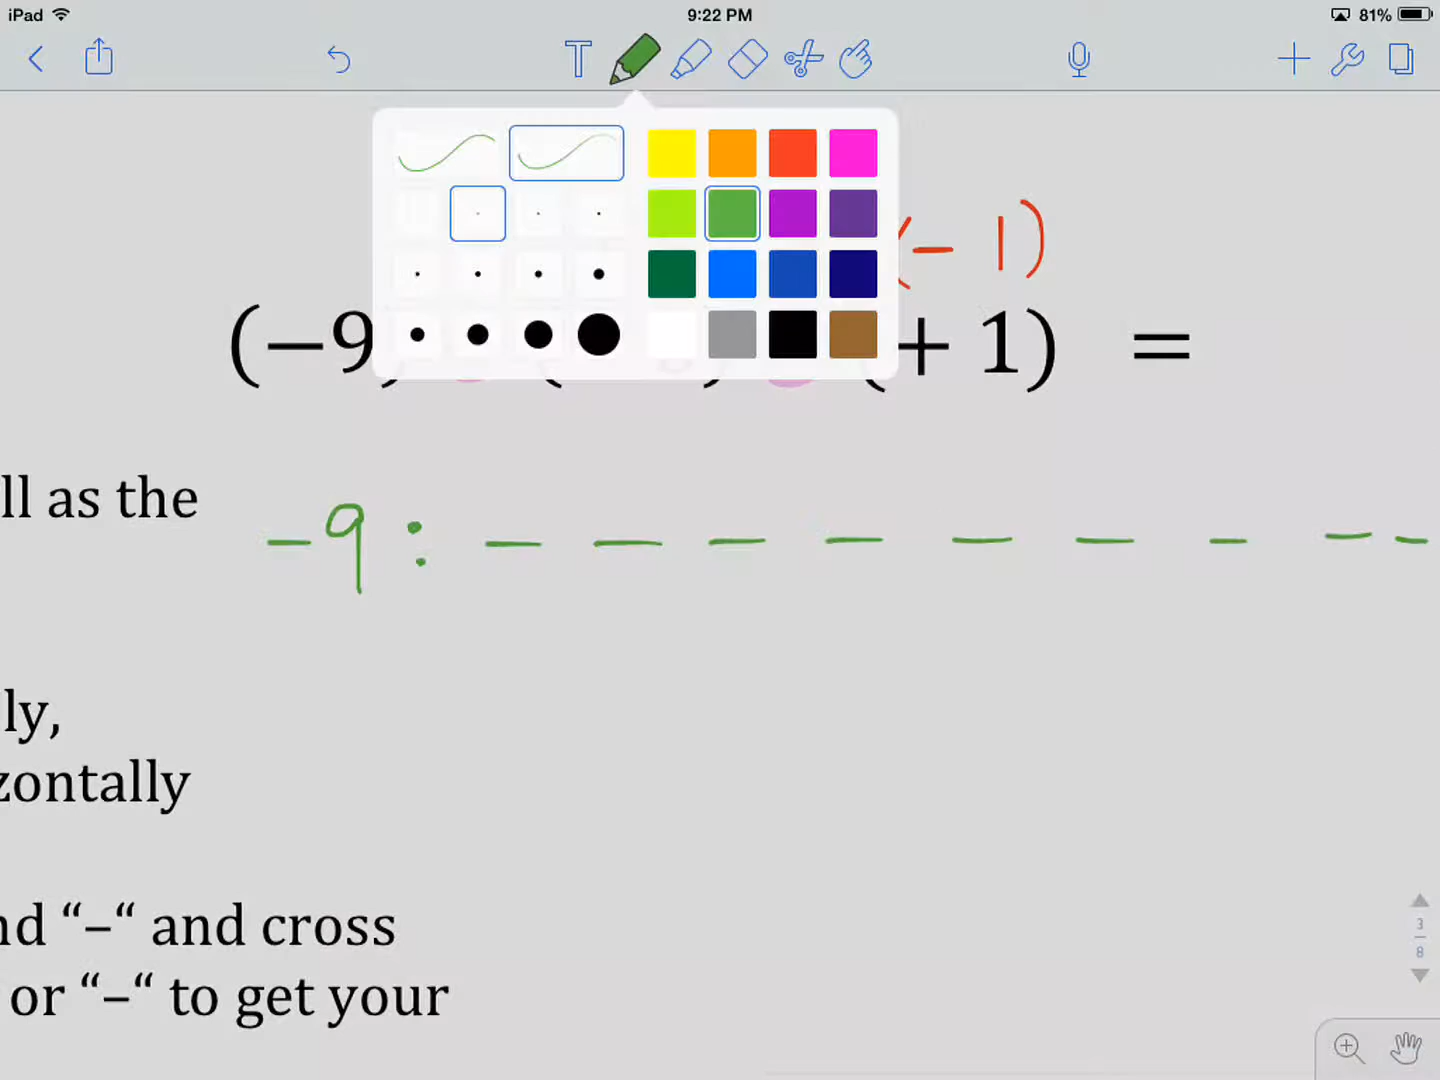 iPad 9:22 PM 81%
T
(– 1)
(−9) ( ) (+ 1) =
ll as the
-9 : — — — — — — — — —
ly,
zontally
3
8
nd “–“ and cross
or “–“ to get your